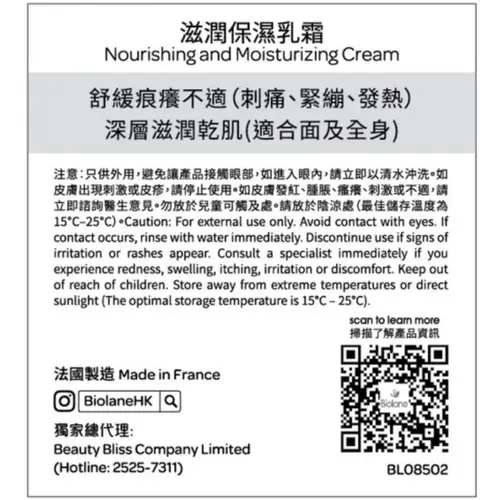 滋潤保濕乳霜
Nourishing and Moisturizing Cream
舒緩痕癢不適(刺痛、緊繃、發熱)
深層滋潤乾肌(適合面及全身)
注意:只供外用,避免讓產品接觸眼部,如進入眼內,請立即以清水沖洗。如
皮膚出現刺激或皮疹,請停止使用。如皮膚發紅、腫脹、瘙癢、刺激或不適,請
立即諮詢醫生意見。勿放於兒童可觸及處。請放於陰涼處(最佳儲存溫度為
15°C-25°C)。Caution: For external use only. Avoid contact with eyes. If
contact occurs, rinse with water immediately. Discontinue use if signs of
irritation or rashes appear. Consult a specialist immediately if you
experience redness, swelling, itching, irritation or discomfort. Keep out
of reach of children. Store away from extreme temperatures or direct
sunlight (The optimal storage temperature is 15°C – 25°C).
scan to learn more
掃描了解產品資訊
Biolane
法國製造 Made in France
BiolaneHK
獨家總代理:
Beauty Bliss Company Limited
(Hotline: 2525-7311)
BL08502